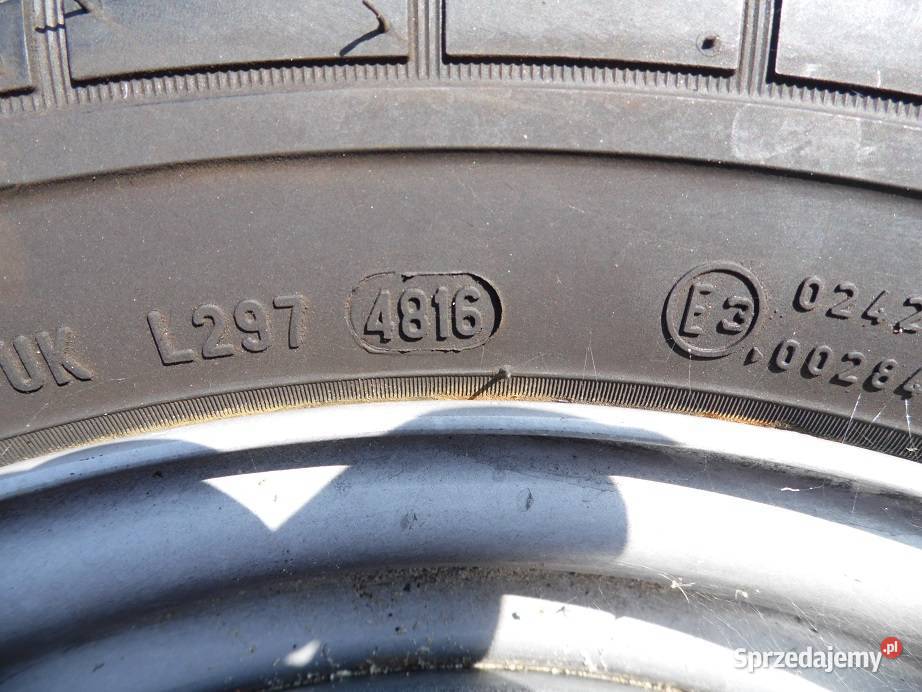 UK L297 4816 E3 0242
00284
Sprzedajemy.pl